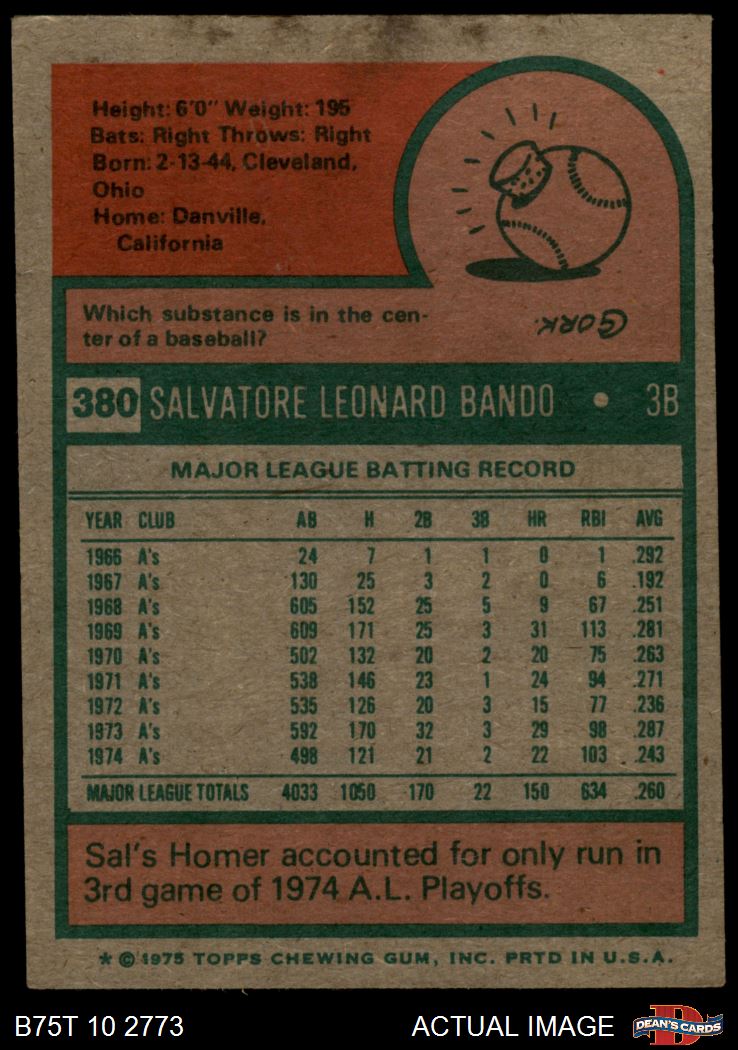 Height: 6'0" Weight: 195
Bats: Right Throws: Right
Born: 2-13-44, Cleveland,
Ohio
Home: Danville,
California
Which substance is in the cen-
ter of a baseball?
CORK.
380 SALVATORE LEONARD BANDO • 3B
MAJOR LEAGUE BATTING RECORD
YEAR CLUB AB H 2B 3B HR RBI AVG
1966 A's 24 7 1 1 0 1 .292
1967 A's 130 25 3 2 0 6 .192
1968 A's 605 152 25 5 9 67 .251
1969 A's 609 171 25 3 31 113 .281
1970 A's 502 132 20 2 20 75 .263
1971 A's 538 146 23 1 24 94 .271
1972 A's 535 126 20 3 15 77 .236
1973 A's 592 170 32 3 29 98 .287
1974 A's 498 121 21 2 22 103 .243
MAJOR LEAGUE TOTALS 4033 1050 170 22 150 634 .260
Sal's Homer accounted for only run in
3rd game of 1974 A.L. Playoffs.
* © 1975 TOPPS CHEWING GUM, INC. PRTD IN U.S.A.
B75T 10 2773 ACTUAL IMAGE D DEAN'S CARDS